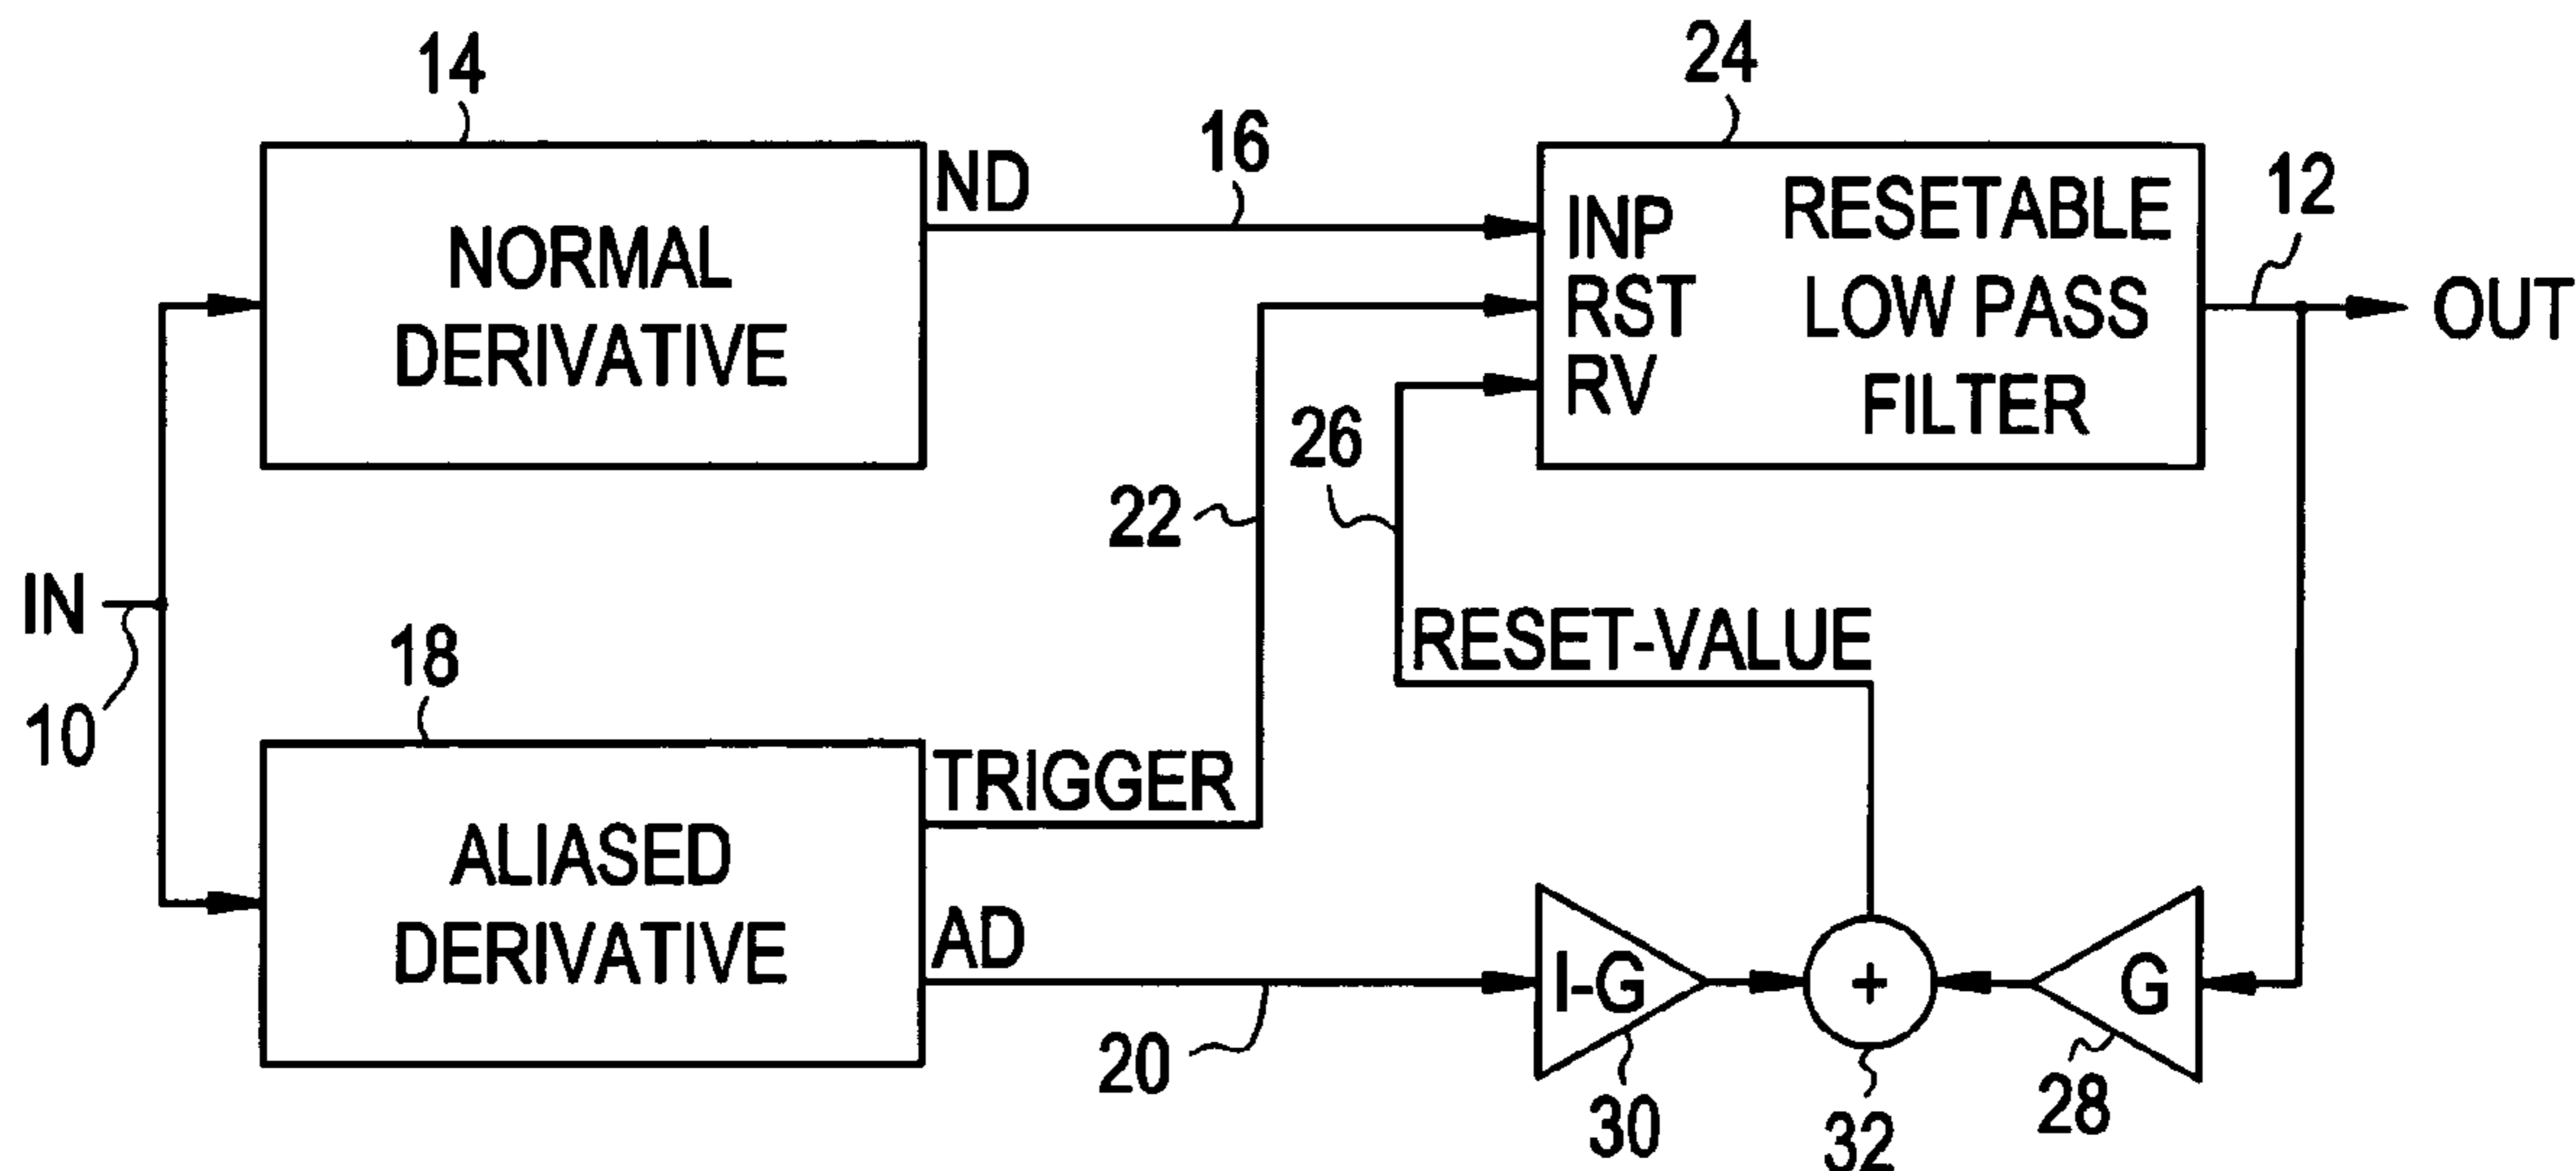 14
NORMAL
DERIVATIVE
ND
16
24
INP
RST
RV
RESETABLE
LOW PASS
FILTER
12
OUT
22
26
IN
10
RESET-VALUE
18
ALIASED
DERIVATIVE
TRIGGER
AD
20
I-G
30
+
32
G
28